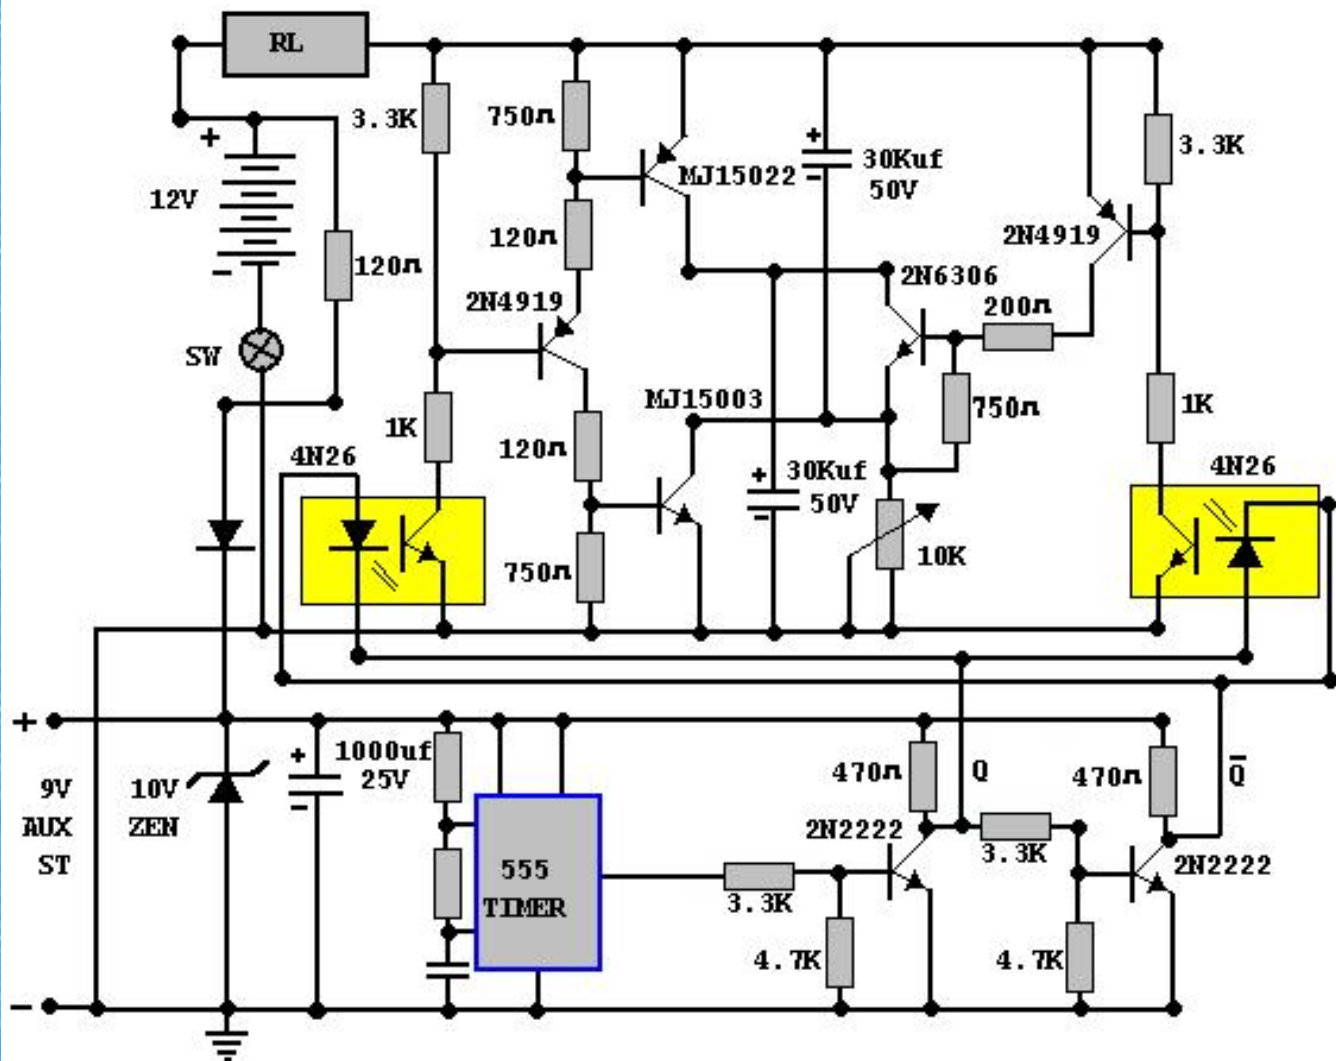 RL
3.3K
750Ω
MJ15022
30Kuf
50V
3.3K
+
-
+
12V
-
120Ω
120Ω
2N4919
2N4919
2N6306
200Ω
SW
MJ15003
750Ω
1K
1K
4N26
120Ω
+
30Kuf
50V
-
4N26
750Ω
10K
+
9V
AUX
ST
-
10V
ZEN
+
-
1000uf
25V
555
TIMER
470Ω
Q
470Ω
Q̅
2N2222
3.3K
2N2222
3.3K
4.7K
4.7K